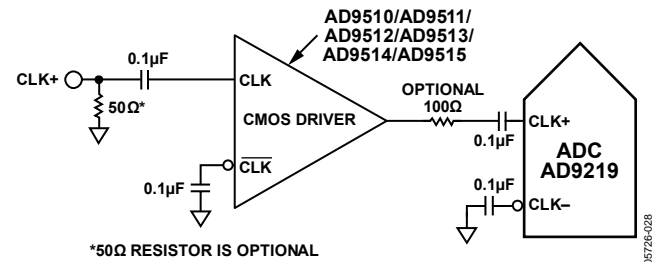 AD9510/AD9511/
AD9512/AD9513/
AD9514/AD9515
0.1µF
CLK+
50Ω*
CLK
CMOS DRIVER
CLK
0.1µF
OPTIONAL
100Ω
0.1µF
CLK+
ADC
AD9219
0.1µF
CLK–
*50Ω RESISTOR IS OPTIONAL
05726-028